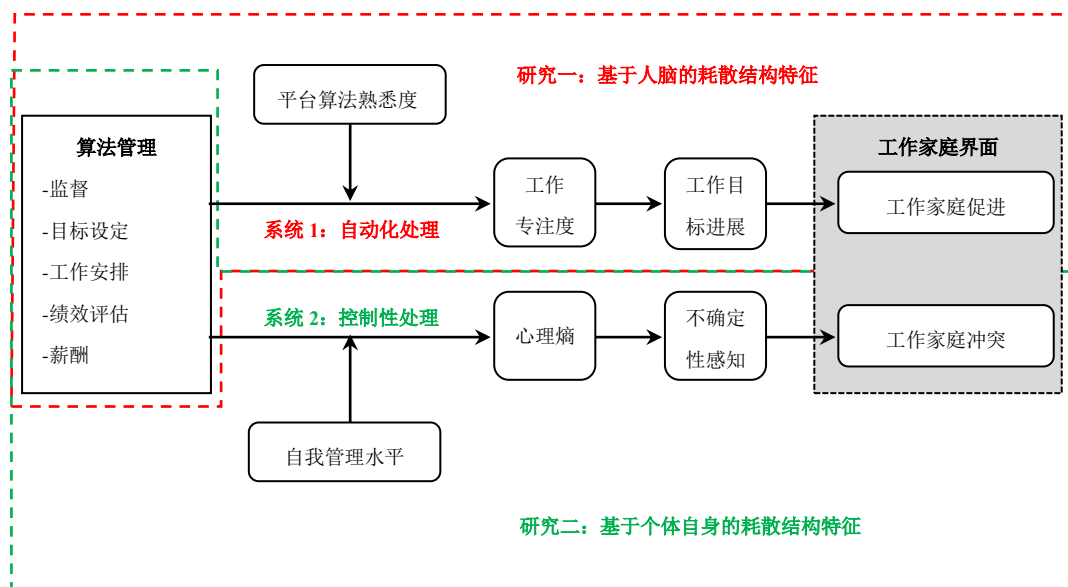 研究一：基于人脑的耗散结构特征
平台算法熟悉度
算法管理
-监督
-目标设定
-工作安排
-绩效评估
-薪酬
系统 1：自动化处理
工作
专注度
工作目
标进展
工作家庭界面
工作家庭促进
系统 2：控制性处理
心理熵
不确定
性感知
工作家庭冲突
自我管理水平
研究二：基于个体自身的耗散结构特征